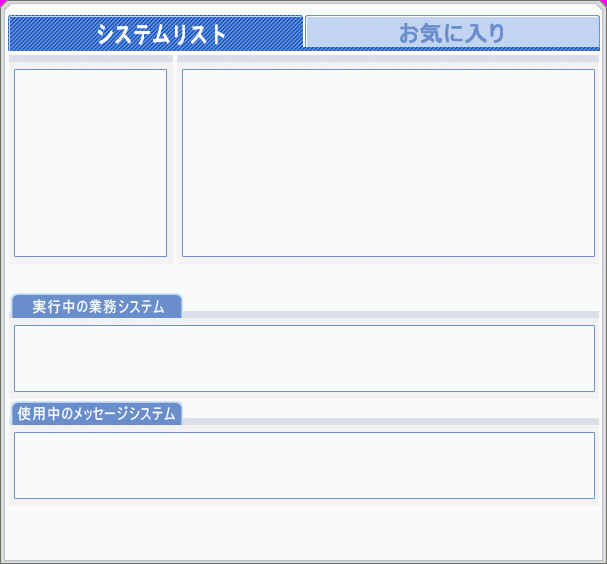 システムリスト
お気に入り
実行中の業務システム
使用中のメッセージシステム